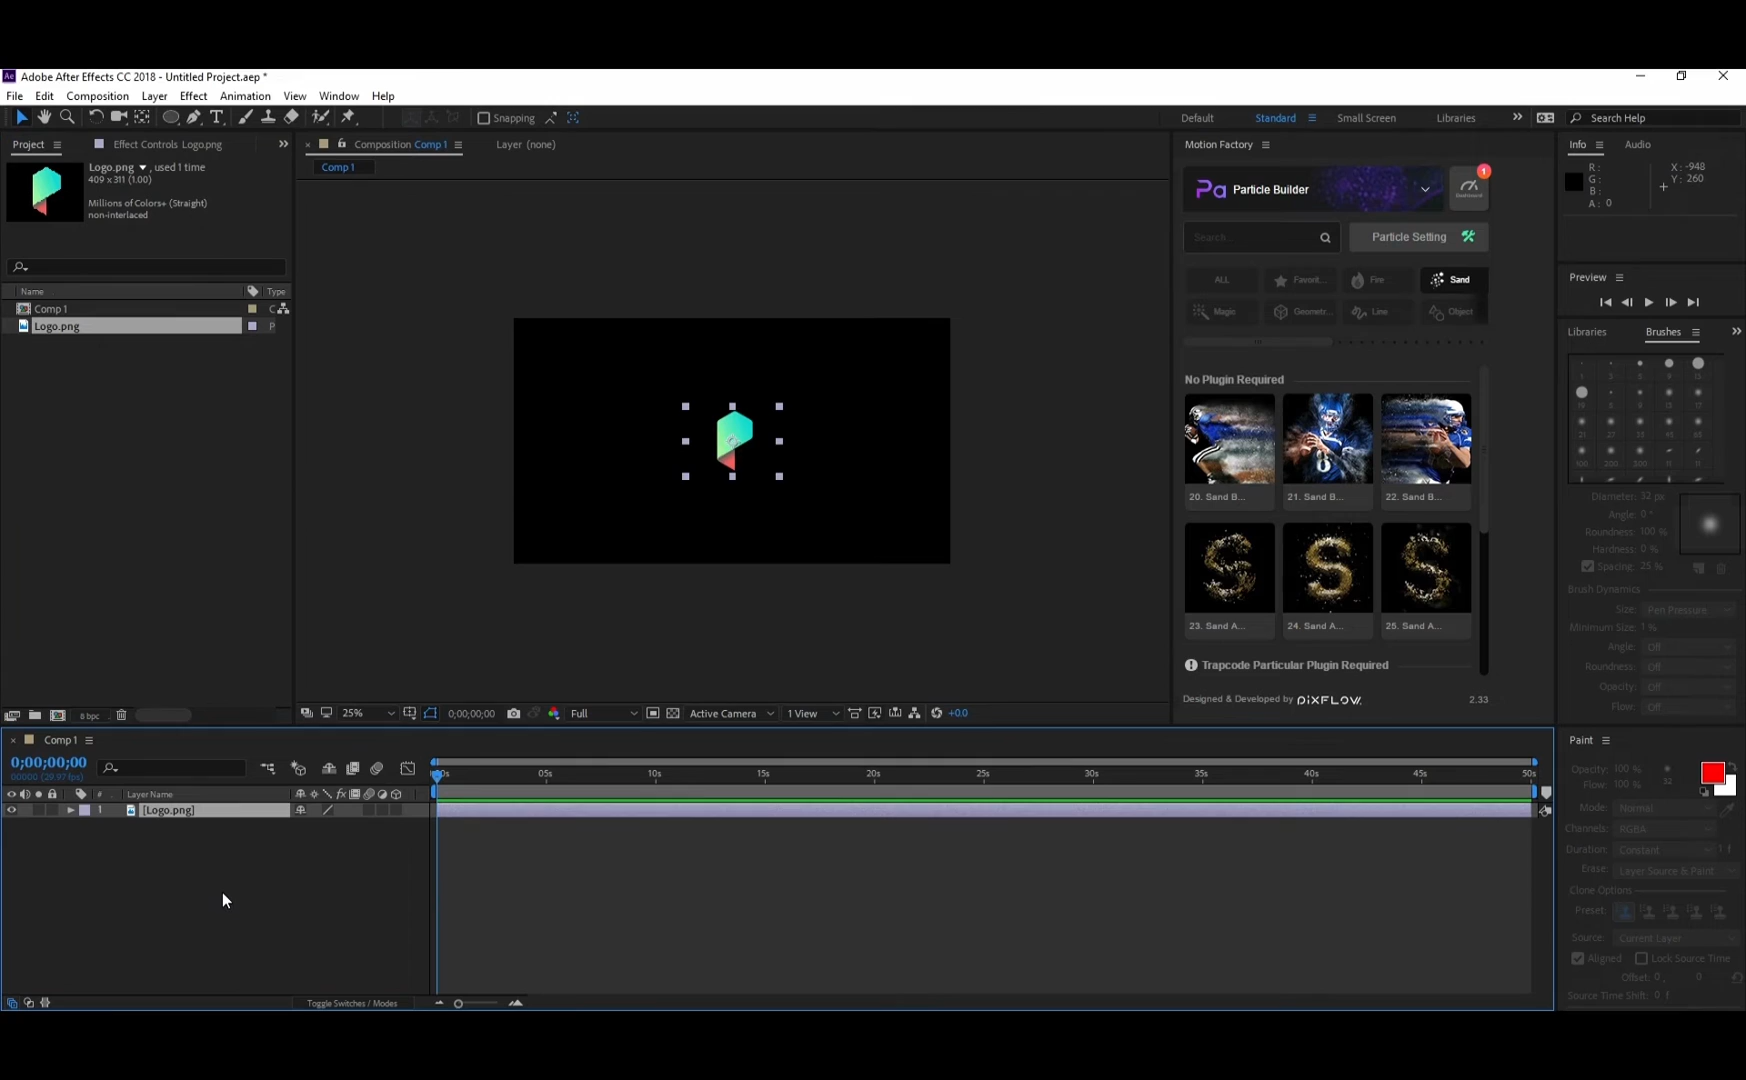 Ae Adobe After Effects CC 2018 - Untitled Project.aep *
File Edit Composition Layer Effect Animation View Window Help
Snapping
Default Standard Small Screen Libraries Search Help
Project Effect Controls Logo.png
Composition Comp 1 Layer (none)
Motion Factory
Info Audio
Logo.png , used 1 time
409 x 311 (1.00)
Millions of Colors+ (Straight)
non-interlaced
Comp 1
Pa Particle Builder
1
R :
G :
B :
A : 0
X : -948
Y : 260
Search...
Particle Setting
Name Type
Comp 1 C
Logo.png P
ALL Favorit... Fire Sand
Magic Geometr... Line Object
Preview
Libraries Brushes
No Plugin Required
20. Sand B... 21. Sand B... 22. Sand B...
23. Sand A... 24. Sand A... 25. Sand A...
Trapcode Particular Plugin Required
Designed & Developed by PIXFLOW 2.33
Diameter: 32 px
Angle: 0 °
Roundness: 100 %
Hardness: 0 %
Spacing: 25 %
Brush Dynamics
Size: Pen Pressure
Minimum Size: 1 %
Angle: Off
Roundness: Off
Opacity: Off
Flow: Off
8 bpc
25% 0;00;00;00 Full Active Camera 1 View +0.0
Comp 1
0;00;00;00
00000 (29.97 fps)
05s 10s 15s 20s 25s 30s 35s 40s 45s 50s
# Layer Name
1 [Logo.png]
Toggle Switches / Modes
Paint
Opacity: 100 %
Flow: 100 % 32
Mode: Normal
Channels: RGBA
Duration: Constant 1 f
Erase: Layer Source & Paint
Clone Options
Preset:
Source: Current Layer
Aligned Lock Source Time
Offset: 0 , 0
Source Time Shift: 0 f